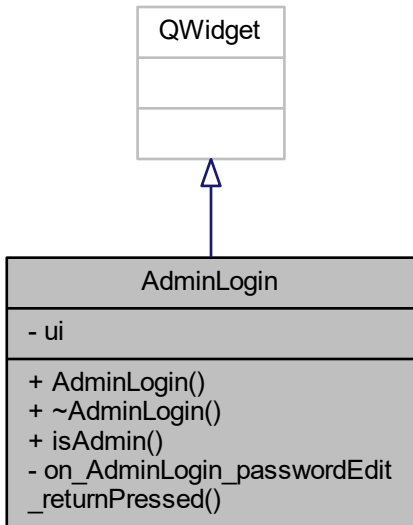 QWidget
AdminLogin
- ui
+ AdminLogin()
+ ~AdminLogin()
+ isAdmin()
- on_AdminLogin_passwordEdit
_returnPressed()